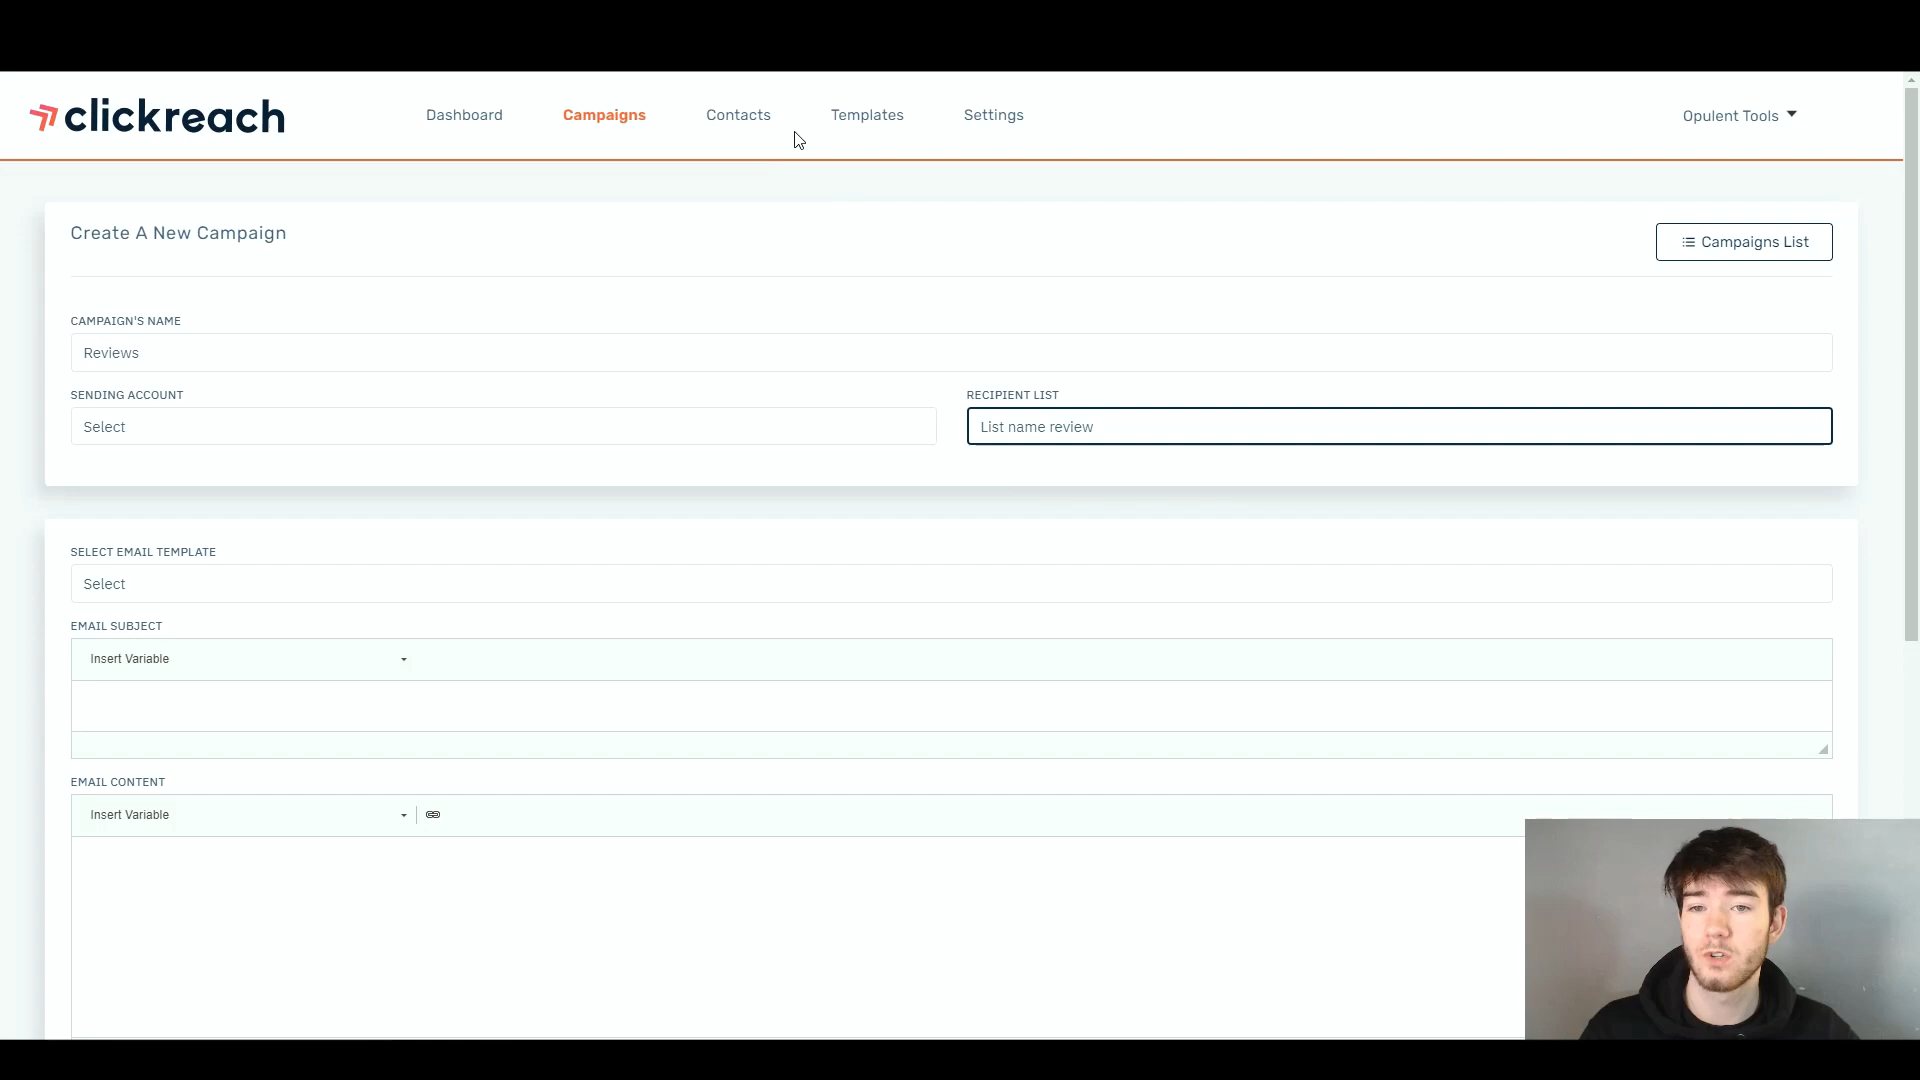 clickreach
Dashboard Campaigns Contacts Templates Settings Opulent Tools
Create A New Campaign
Campaigns List
CAMPAIGN'S NAME
Reviews
SENDING ACCOUNT RECIPIENT LIST
Select List name review
SELECT EMAIL TEMPLATE
Select
EMAIL SUBJECT
Insert Variable
EMAIL CONTENT
Insert Variable